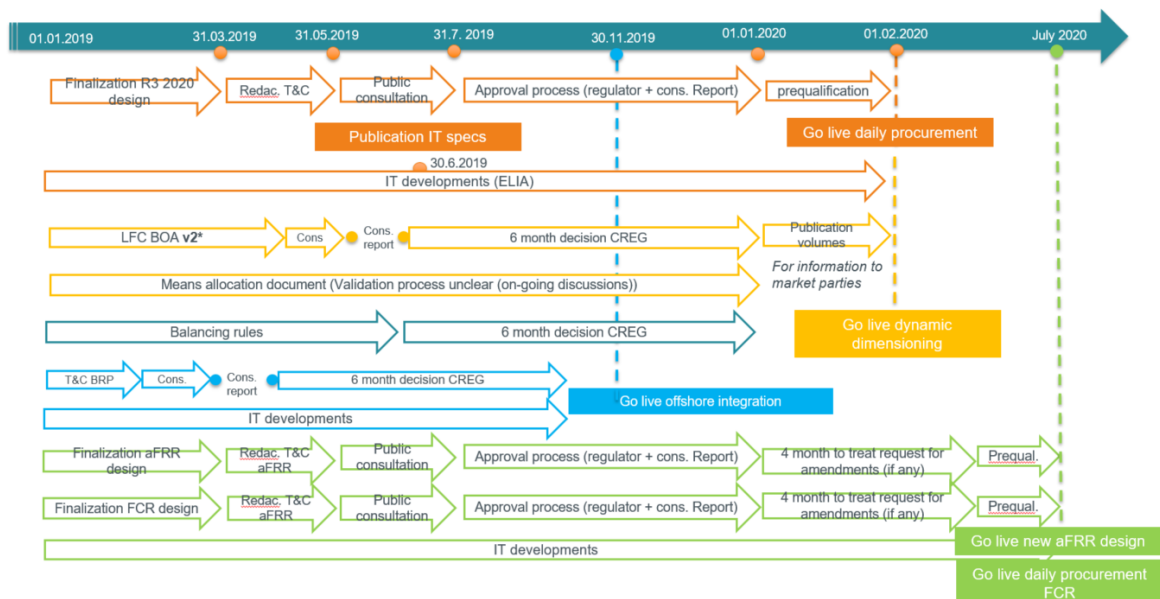 01.01.2019
31.03.2019
31.05.2019
31.7. 2019
30.11.2019
01.01.2020
01.02.2020
July 2020
Finalization R3 2020
design
Redac. T&C
Public
consultation
Approval process (regulator + cons. Report)
prequalification
Publication IT specs
Go live daily procurement
30.6.2019
IT developments (ELIA)
LFC BOA v2*
Cons
Cons.
report
6 month decision CREG
Publication
volumes
For information to
market parties
Means allocation document (Validation process unclear (on-going discussions))
Balancing rules
6 month decision CREG
Go live dynamic
dimensioning
T&C BRP
Cons.
Cons.
report
6 month decision CREG
Go live offshore integration
IT developments
Finalization aFRR
design
Redac. T&C
aFRR
Public
consultation
Approval process (regulator + cons. Report)
4 month to treat request for
amendments (if any)
Prequal.
Finalization FCR design
Redac. T&C
aFRR
Public
consultation
Approval process (regulator + cons. Report)
4 month to treat request for
amendments (if any)
Prequal.
IT developments
Go live new aFRR design
Go live daily procurement
FCR